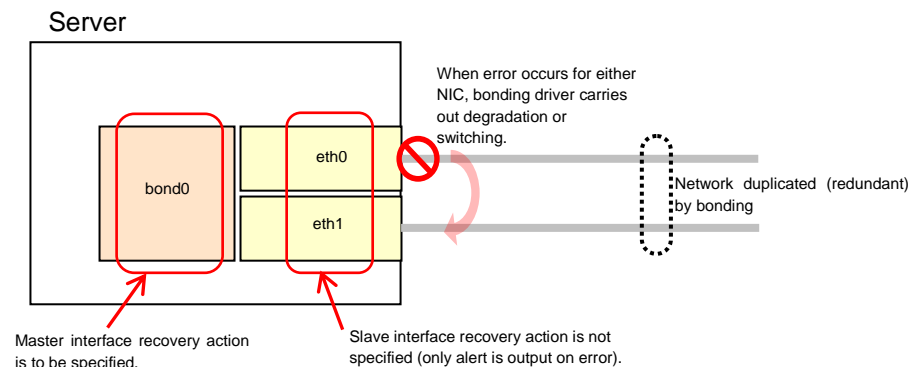 Server
When error occurs for either
NIC, bonding driver carries
out degradation or
switching.
eth0
bond0
eth1
Network duplicated (redundant)
by bonding
Master interface recovery action
is to be specified.
Slave interface recovery action is not
specified (only alert is output on error).